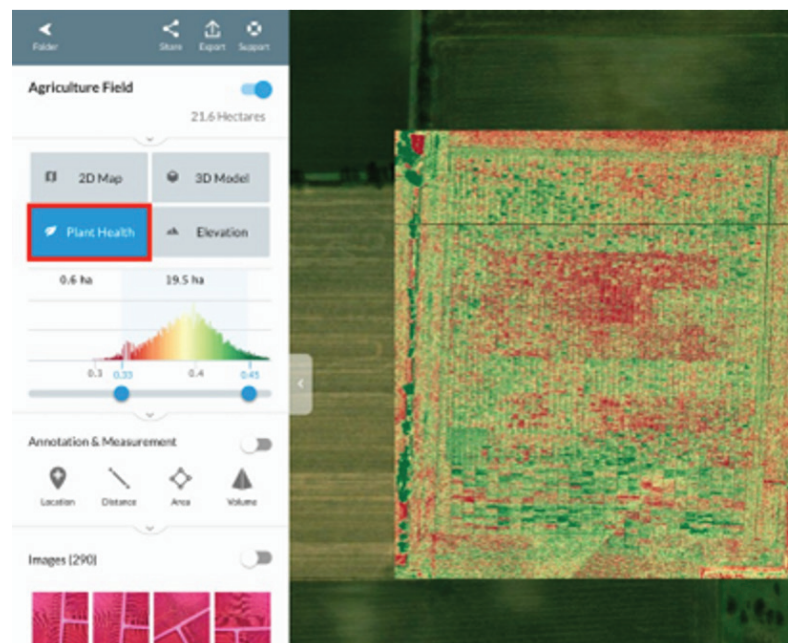 Folder Share Export Support
Agriculture Field
21.6 Hectares
2D Map 3D Model
Plant Health Elevation
0.6 ha 19.5 ha
0.3 0.33 0.4 0.45
Annotation & Measurement
Location Distance Area Volume
Images (290)